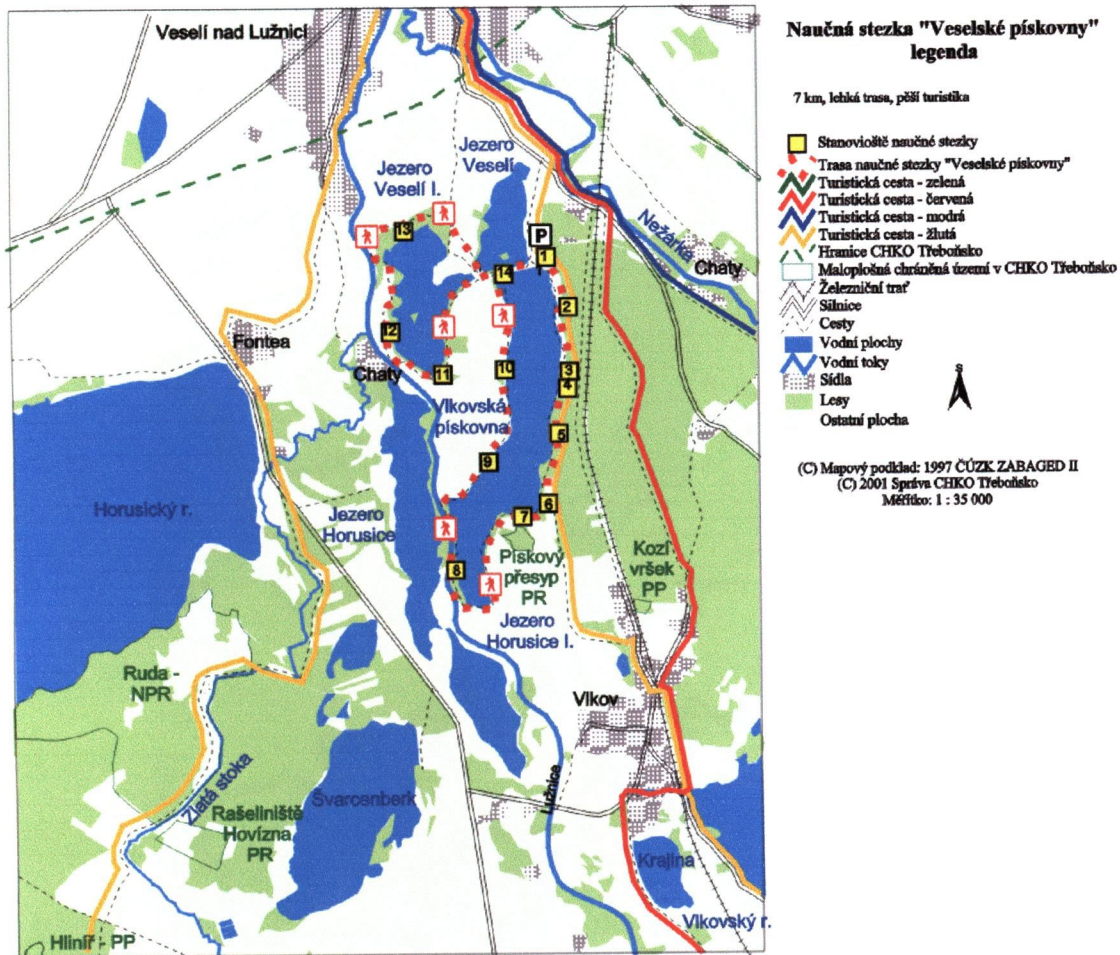 Veselí nad Lužnicí
Jezero
Veselí
Jezero
Veselí I.
13
P
1
14
Nežárka
Chaty
2
12
Fontea
Chaty
11
10
3
4
Vlkovská
pískovna
5
9
Horusický r.
6
7
Jezero
Horusice
8
Pískový
přesyp
PR
Kozí
vršek
PP
Jezero
Horusice I.
Ruda -
NPR
Vlkov
Zlatá stoka
Švarcenberk
Lužnice
Rašeliniště
Hovízna
PR
Krajina
Vlkovský r.
Hliníř - PP
Naučná stezka "Veselské pískovny"
legenda
7 km, lehká trasa, pěší turistika
Stanoviště naučné stezky
Trasa naučné stezky "Veselské pískovny"
Turistická cesta - zelená
Turistická cesta - červená
Turistická cesta - modrá
Turistická cesta - žlutá
Hranice CHKO Třeboňsko
Maloplošná chráněná území v CHKO Třeboňsko
Železniční trať
Silnice
Cesty
Vodní plochy
Vodní toky
Sídla
Lesy
Ostatní plocha
S
(C) Mapový podklad: 1997 ČÚZK ZABAGED II
(C) 2001 Správa CHKO Třeboňsko
Měřítko: 1 : 35 000